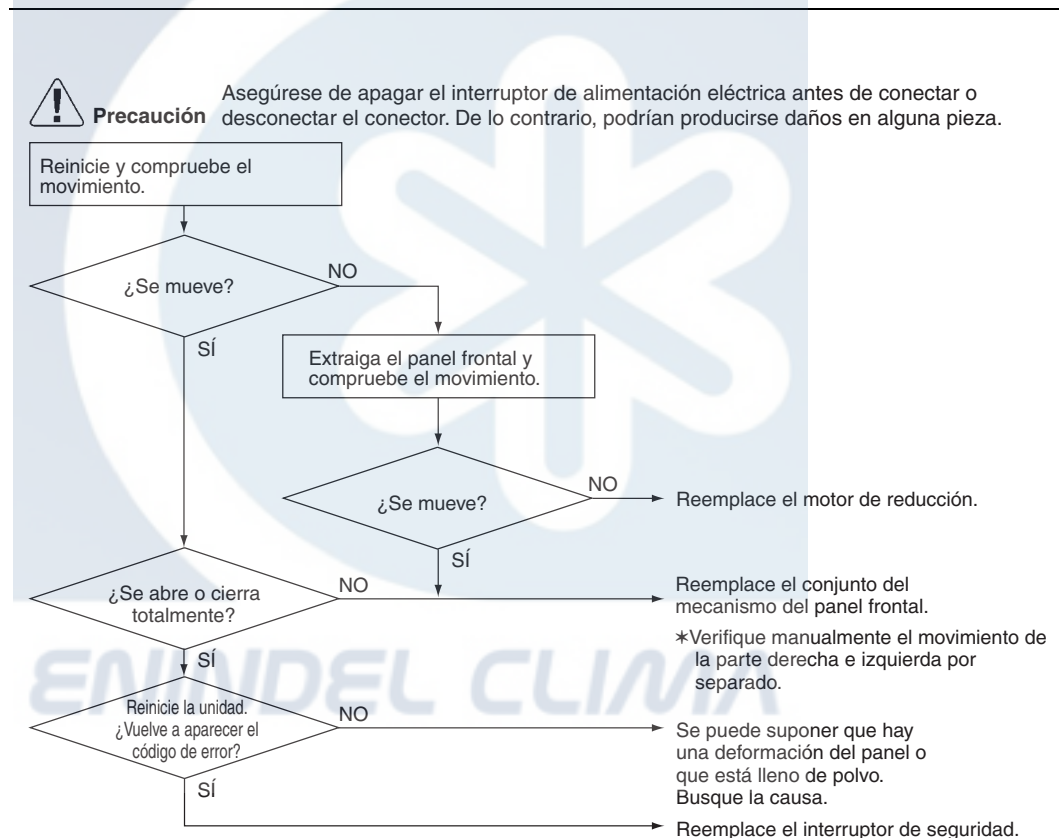 Precaución
Asegúrese de apagar el interruptor de alimentación eléctrica antes de conectar o
desconectar el conector. De lo contrario, podrían producirse daños en alguna pieza.
Reinicie y compruebe el
movimiento.
¿Se mueve?
NO
SÍ
Extraiga el panel frontal y
compruebe el movimiento.
¿Se mueve?
NO
Reemplace el motor de reducción.
SÍ
¿Se abre o cierra
totalmente?
NO
Reemplace el conjunto del
mecanismo del panel frontal.
✶Verifique manualmente el movimiento de
la parte derecha e izquierda por
separado.
SÍ
ENINDEL CLIMA
Reinicie la unidad.
¿Vuelve a aparecer el
código de error?
NO
Se puede suponer que hay
una deformación del panel o
que está lleno de polvo.
Busque la causa.
SÍ
Reemplace el interruptor de seguridad.